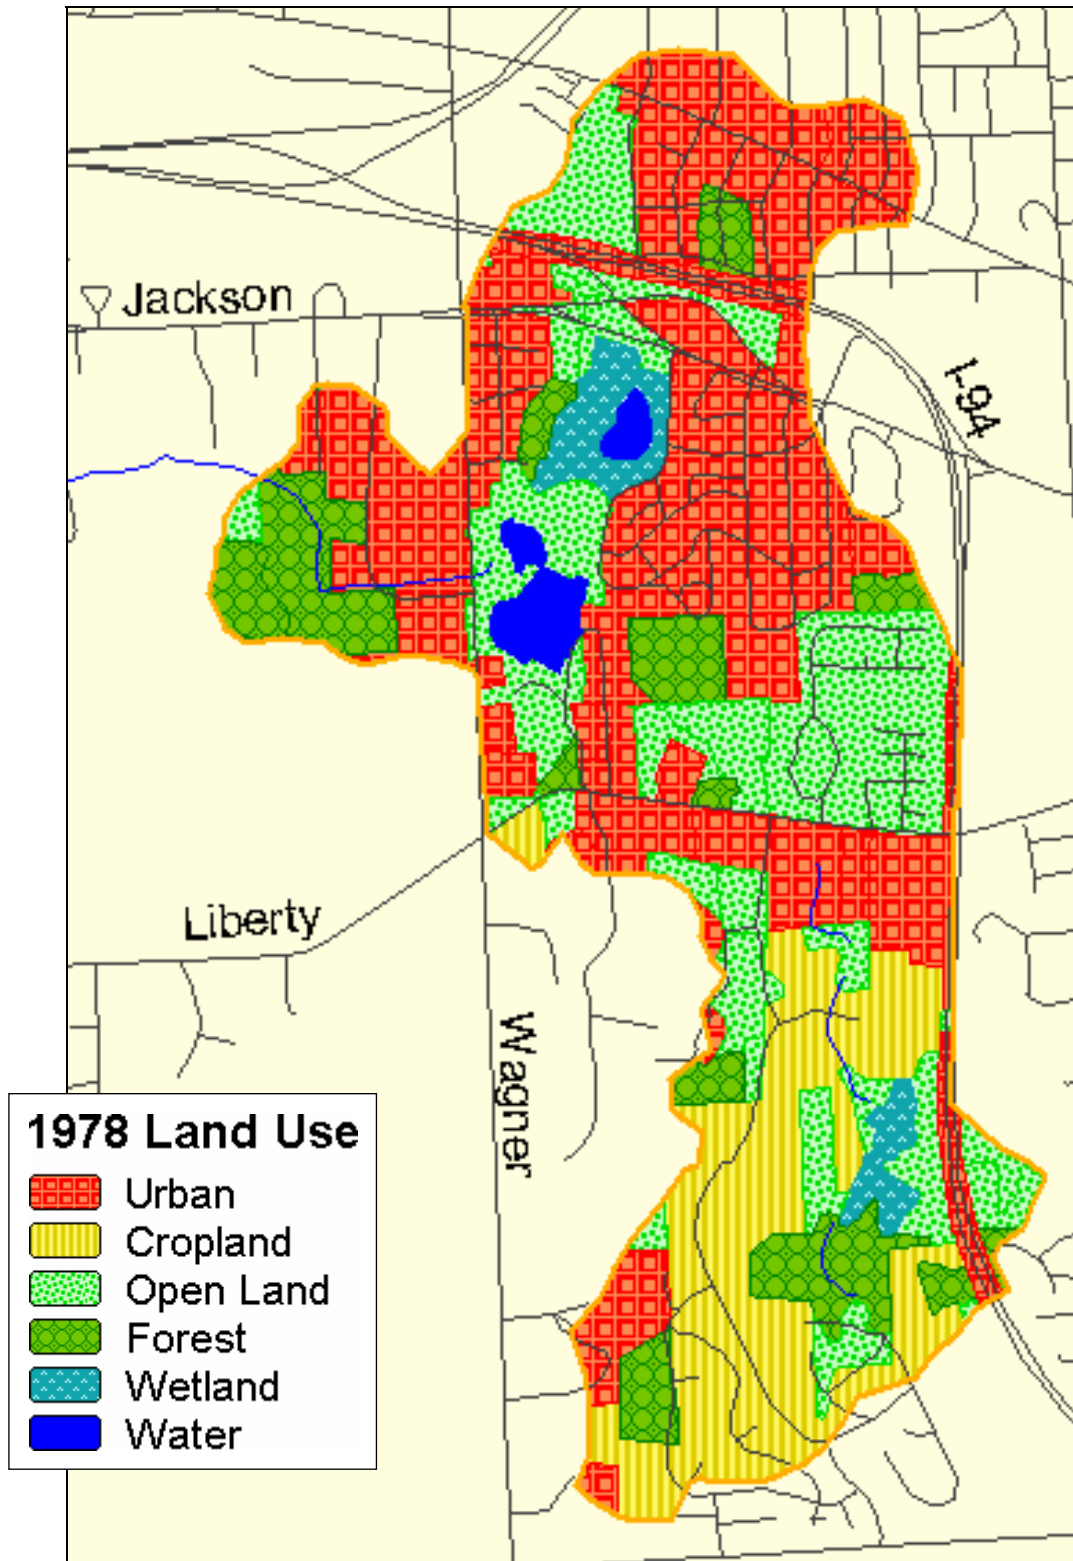 Jackson
I-94
Liberty
Wagner
1978 Land Use
Urban
Cropland
Open Land
Forest
Wetland
Water